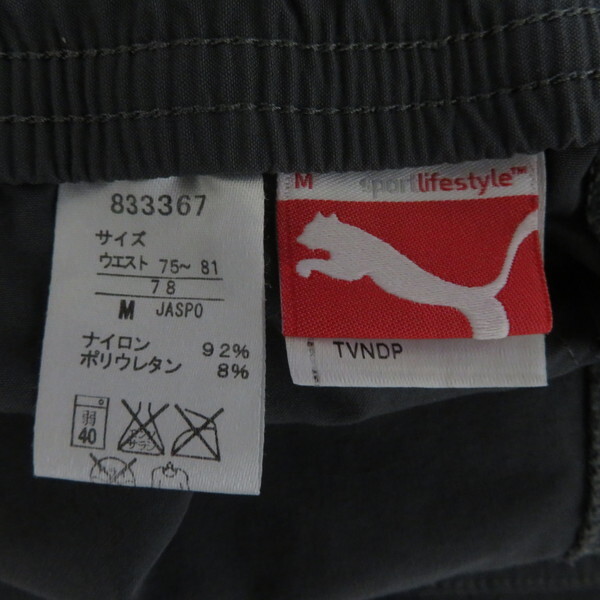 833367
サイズ
ウエスト 75~81
78
M JASPO
ナイロン 92%
ポリウレタン 8%
弱
40
M sportlifestyle™
TVNDP